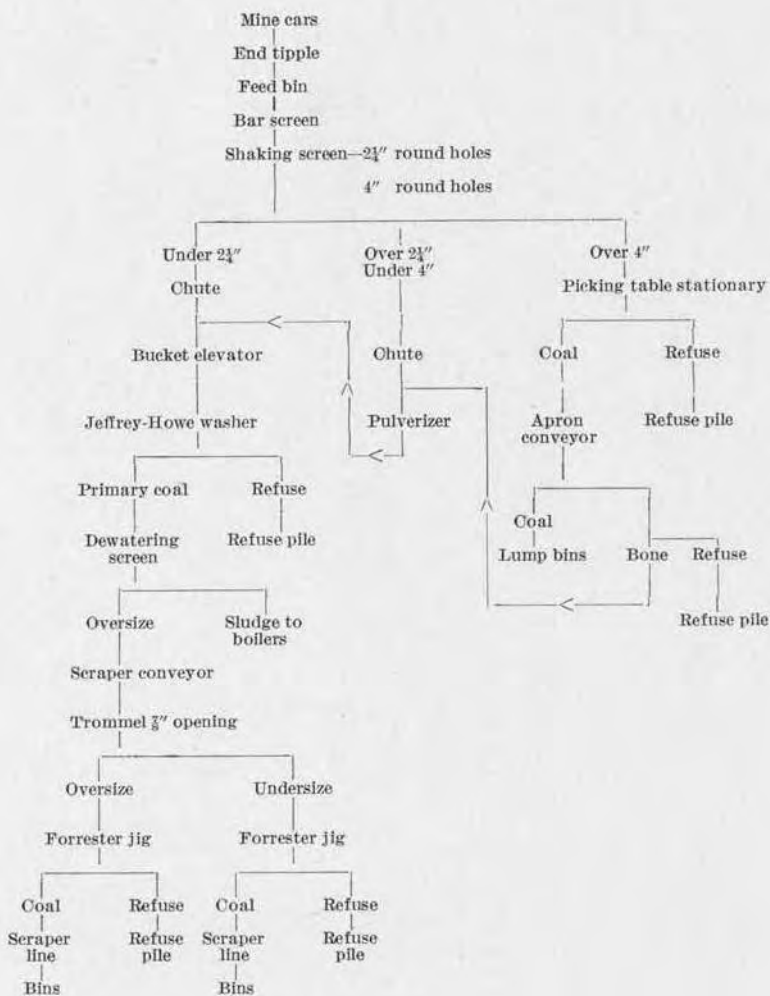 Mine cars
End tipple
Feed bin
Bar screen
Shaking screen—2¼″ round holes
4″ round holes
Under 2¼″
Over 2¼″
Under 4″
Over 4″
Chute
Picking table stationary
Bucket elevator
Chute
Coal
Refuse
Jeffrey-Howe washer
Pulverizer
Apron
conveyor
Refuse pile
Primary coal
Refuse
Coal
Dewatering
screen
Refuse pile
Lump bins
Bone
Refuse
Oversize
Sludge to
boilers
Refuse pile
Scraper conveyor
Trommel ⅞″ opening
Oversize
Undersize
Forrester jig
Forrester jig
Coal
Refuse
Coal
Refuse
Scraper
line
Refuse
pile
Scraper
line
Refuse
pile
Bins
Bins